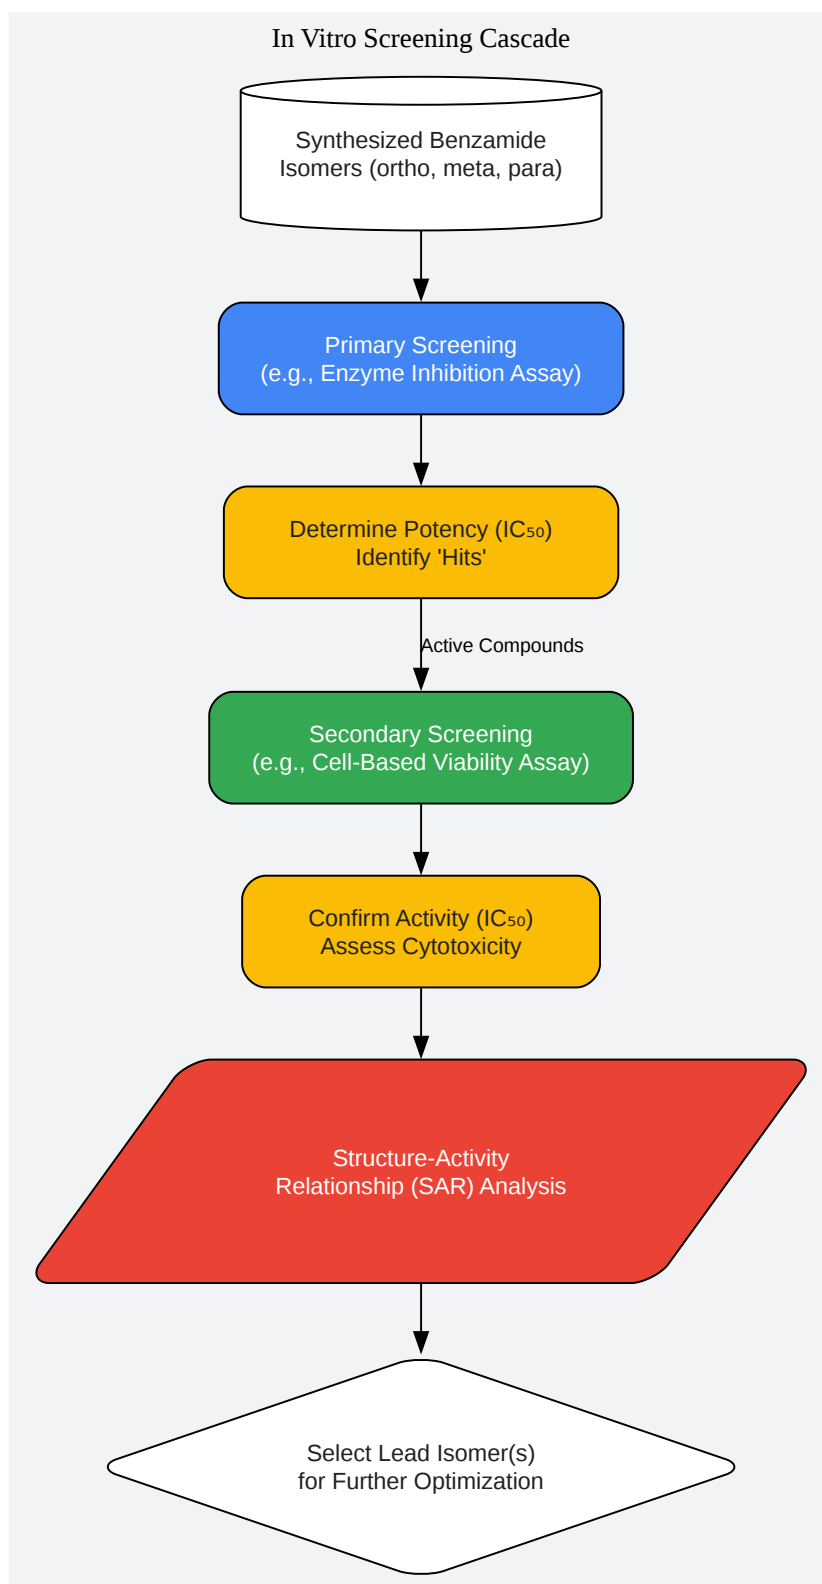 In Vitro Screening Cascade
Synthesized Benzamide
Isomers (ortho, meta, para)
Primary Screening
(e.g., Enzyme Inhibition Assay)
Determine Potency (IC₅₀)
Identify 'Hits'
Active Compounds
Secondary Screening
(e.g., Cell-Based Viability Assay)
Confirm Activity (IC₅₀)
Assess Cytotoxicity
Structure-Activity
Relationship (SAR) Analysis
Select Lead Isomer(s)
for Further Optimization